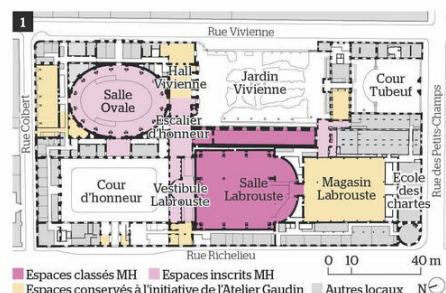 1
Rue Vivienne
Rue Colbert
Salle
Ovale
Hall
Vivienne
Jardin
Vivienne
Cour
Tubeuf
Escalier
d'honneur
Rue des Petits-Champs
Cour
d'honneur
Vestibule
Labrouste
Salle
Labrouste
Magasin
Labrouste
Ecole
des
chartes
Rue Richelieu
0 10 40 m
Espaces classés MH Espaces inscrits MH
Espaces conservés à l'initiative de l'Atelier Gaudin Autres locaux N